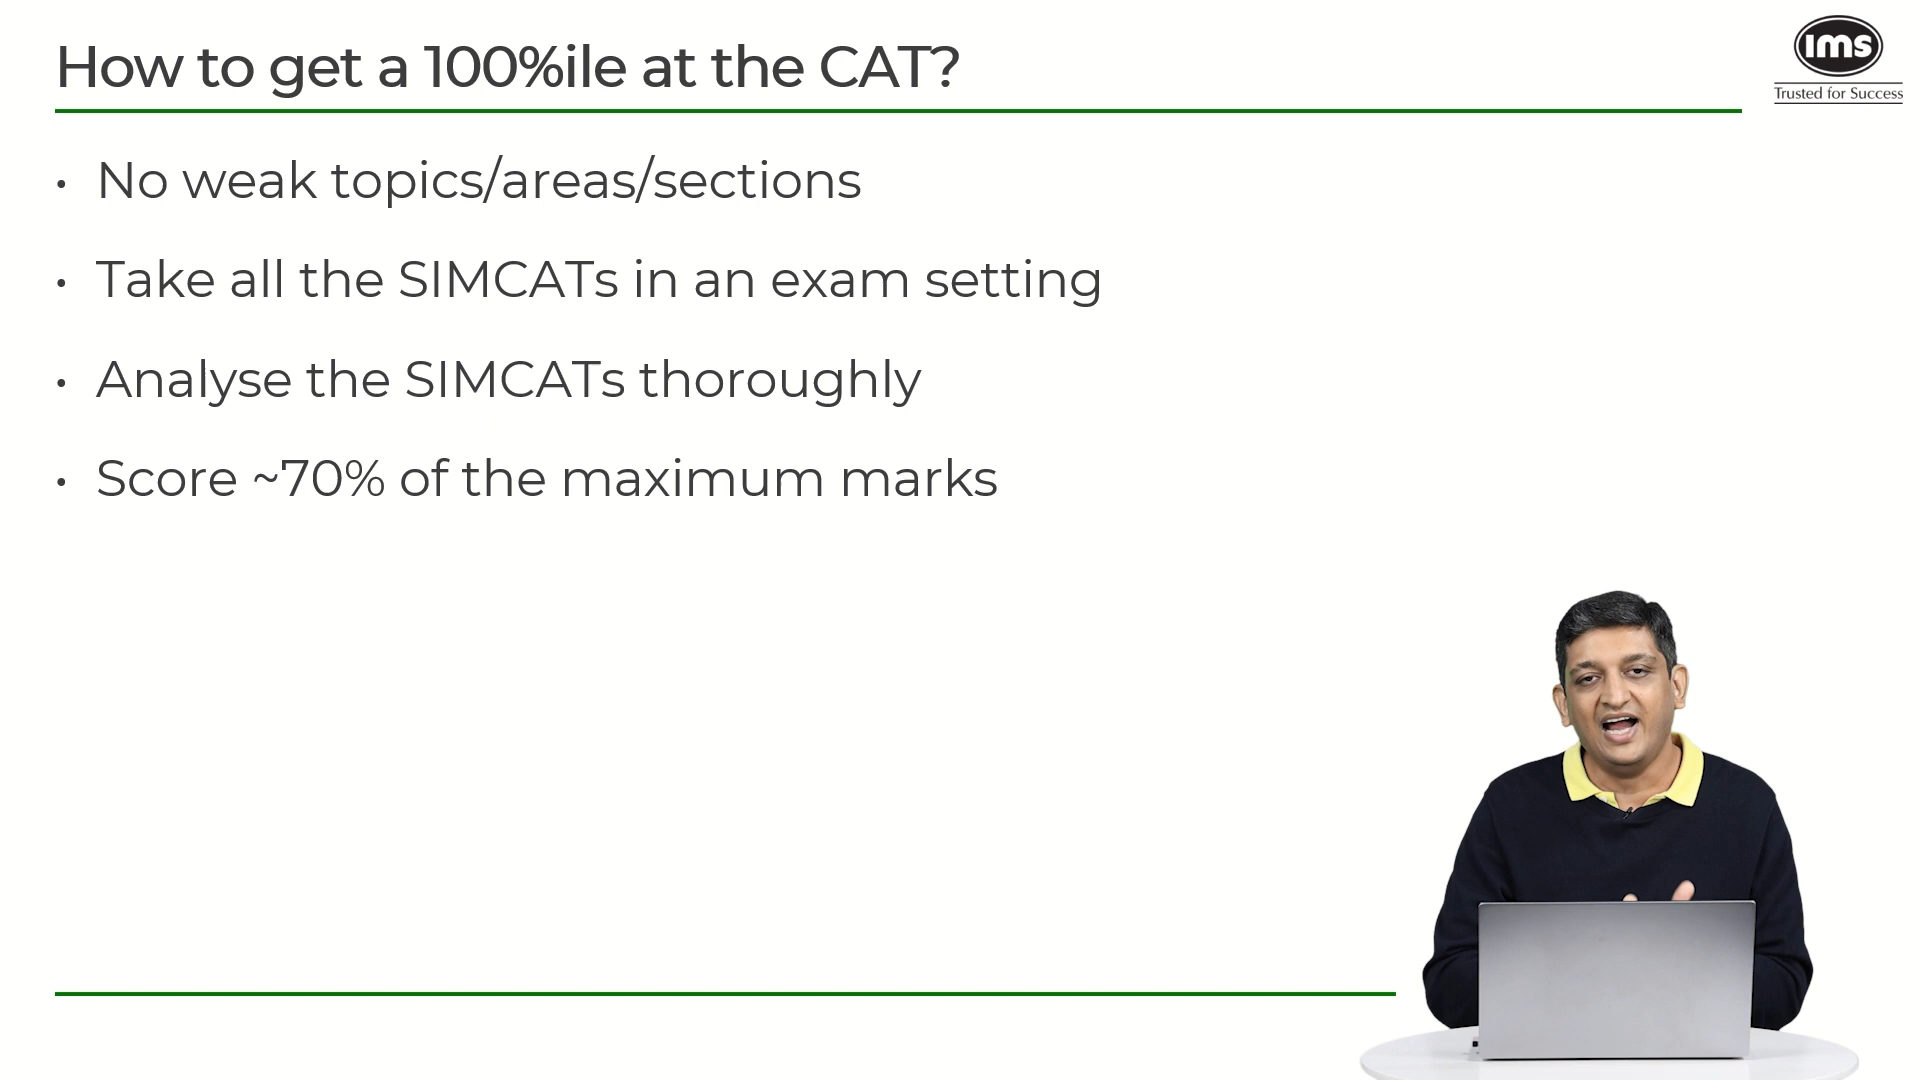 How to get a 100%ile at the CAT?
ims
Trusted for Success
• No weak topics/areas/sections
• Take all the SIMCATs in an exam setting
• Analyse the SIMCATs thoroughly
• Score ~70% of the maximum marks